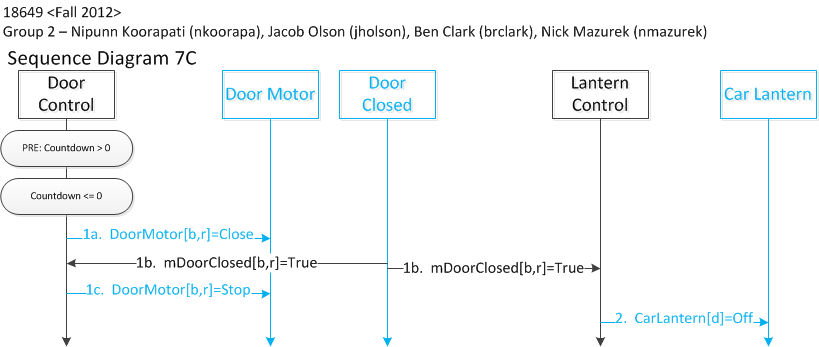 18649 <Fall 2012>
Group 2 – Nipunn Koorapati (nkoorapa), Jacob Olson (jholson), Ben Clark (brclark), Nick Mazurek (nmazurek)
Sequence Diagram 7C
Door
Control
Door Motor
Door
Closed
Lantern
Control
Car Lantern
PRE: Countdown > 0
Countdown <= 0
1a. DoorMotor[b,r]=Close
1b. mDoorClosed[b,r]=True
1b. mDoorClosed[b,r]=True
1c. DoorMotor[b,r]=Stop
2. CarLantern[d]=Off